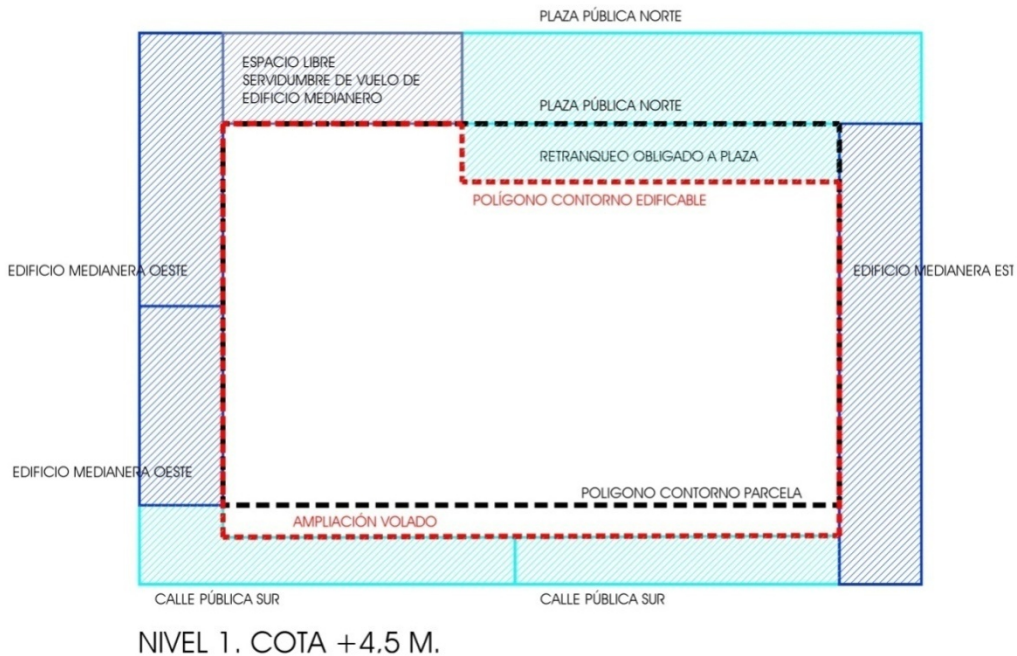 PLAZA PÚBLICA NORTE
ESPACIO LIBRE
SERVIDUMBRE DE VUELO DE
EDIFICIO MEDIANERO
PLAZA PÚBLICA NORTE
RETRANQUEO OBLIGADO A PLAZA
POLÍGONO CONTORNO EDIFICABLE
EDIFICIO MEDIANERA OESTE
EDIFICIO MEDIANERA EST
EDIFICIO MEDIANERA OESTE
POLIGONO CONTORNO PARCELA
AMPLIACIÓN VOLADO
CALLE PÚBLICA SUR
CALLE PÚBLICA SUR
NIVEL 1. COTA +4,5 M.